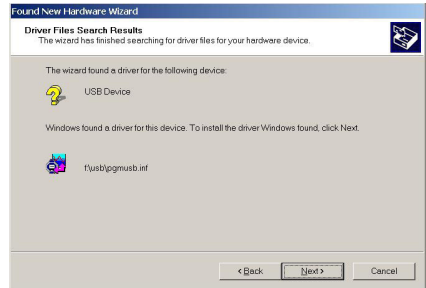 Found New Hardware Wizard
Driver Files Search Results
The wizard has finished searching for driver files for your hardware device.
The wizard found a driver for the following device:
USB Device
Windows found a driver for this device. To install the driver Windows found, click Next.
f:\usb\pgmusb.inf
< Back
Next >
Cancel